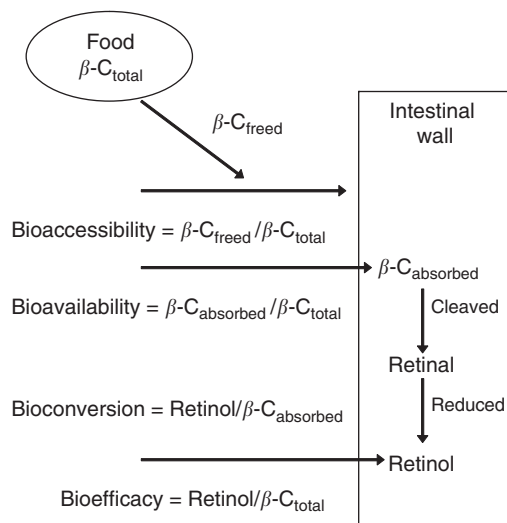 Food
β-C_total
β-C_freed
Intestinal
wall
Bioaccessibility = β-C_freed/β-C_total
β-C_absorbed
Bioavailability = β-C_absorbed/β-C_total
Cleaved
Retinal
Bioconversion = Retinol/β-C_absorbed
Reduced
Retinol
Bioefficacy = Retinol/β-C_total